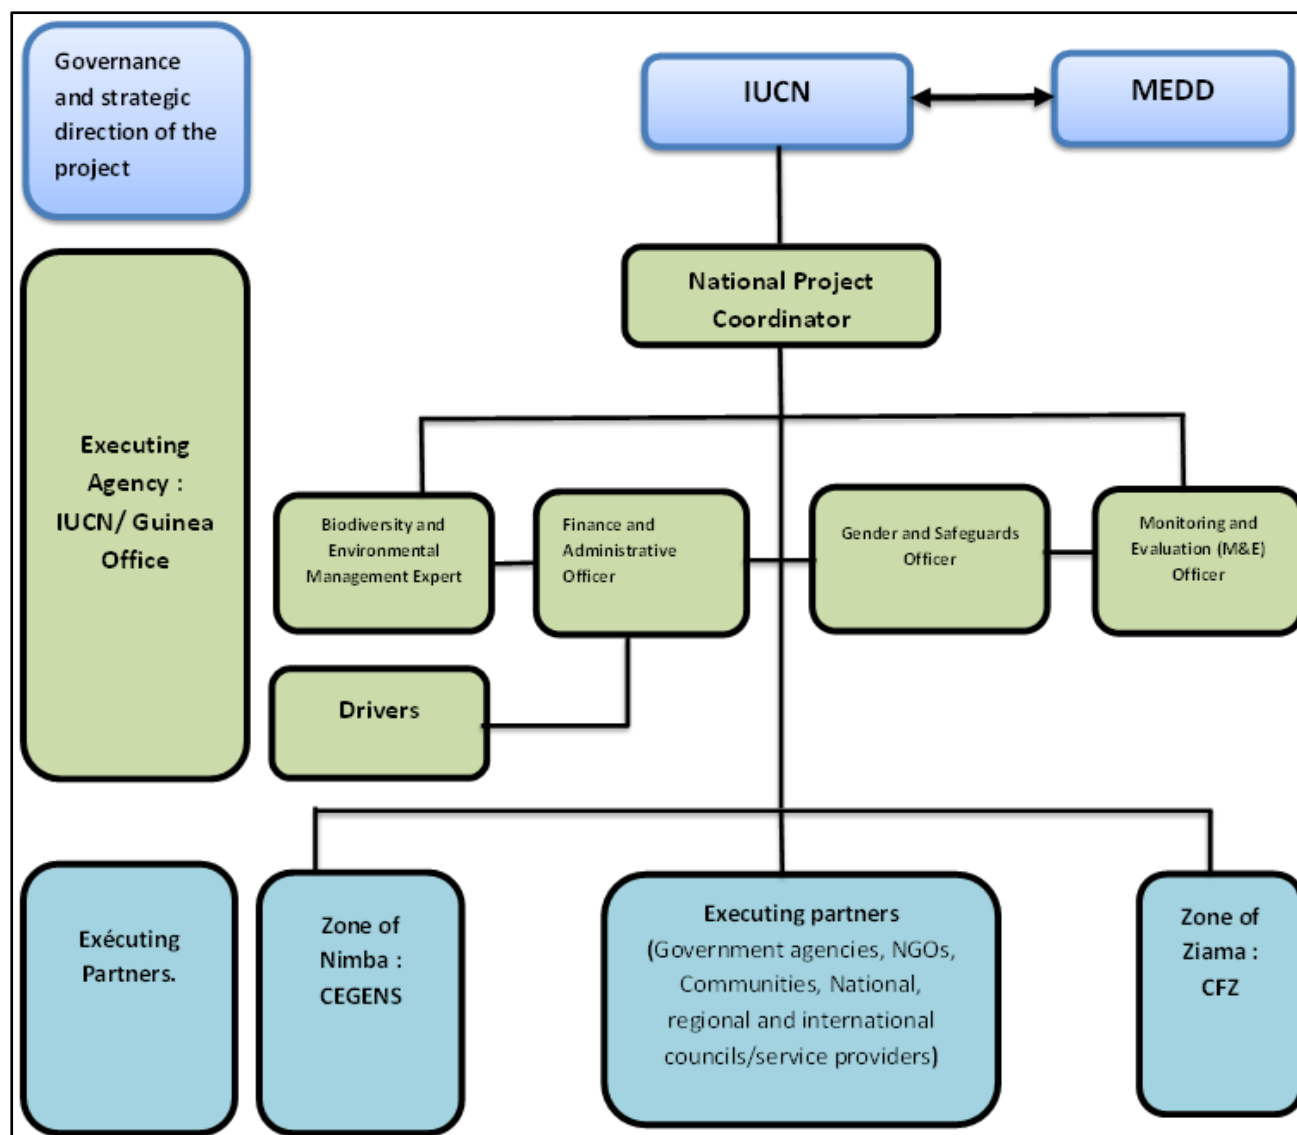 Governance
and strategic
direction of the
project
IUCN
MEDD
National Project
Coordinator
Executing
Agency :
IUCN/ Guinea
Office
Biodiversity and
Environmental
Management Expert
Finance and
Administrative
Officer
Gender and Safeguards
Officer
Monitoring and
Evaluation (M&E)
Officer
Drivers
Exécuting
Partners.
Zone of
Nimba :
CEGENS
Executing partners
(Government agencies, NGOs,
Communities, National,
regional and international
councils/service providers)
Zone of
Ziama :
CFZ